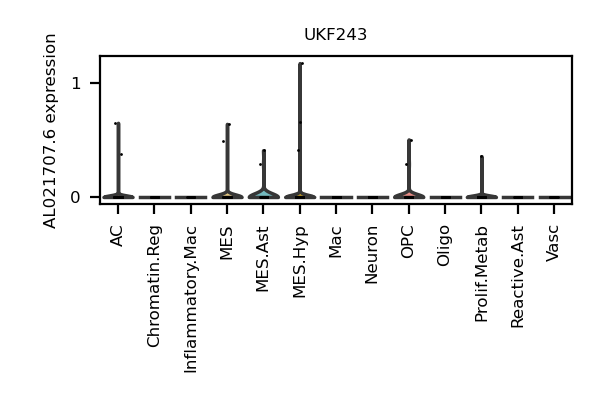 UKF243
AL021707.6 expression
1
0
AC
Chromatin.Reg
Inflammatory.Mac
MES
MES.Ast
MES.Hyp
Mac
Neuron
OPC
Oligo
Prolif.Metab
Reactive.Ast
Vasc